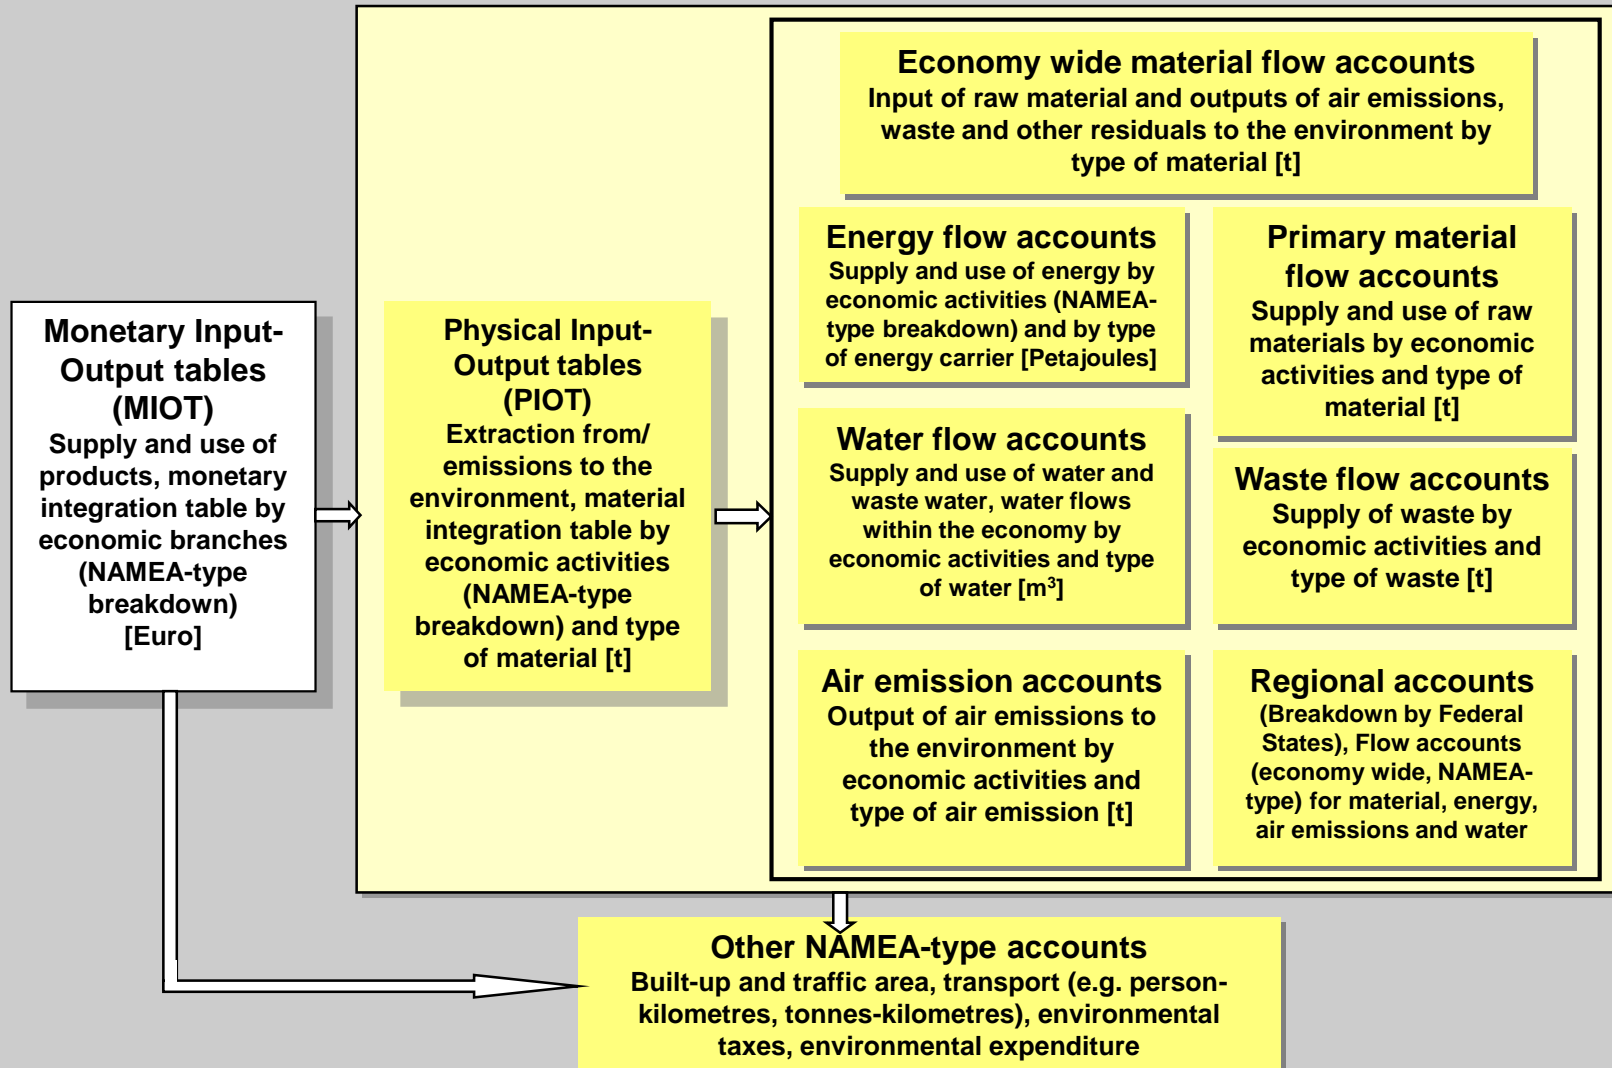 Economy wide material flow accounts
Input of raw material and outputs of air emissions,
waste and other residuals to the environment by
type of material [t]
Energy flow accounts
Supply and use of energy by
economic activities (NAMEA-
type breakdown) and by type
of energy carrier [Petajoules]
Primary material
flow accounts
Supply and use of raw
materials by economic
activities and type of
material [t]
Monetary Input-
Output tables
(MIOT)
Supply and use of
products, monetary
integration table by
economic branches
(NAMEA-type
breakdown)
[Euro]
Physical Input-
Output tables
(PIOT)
Extraction from/
emissions to the
environment, material
integration table by
economic activities
(NAMEA-type
breakdown) and type
of material [t]
Water flow accounts
Supply and use of water and
waste water, water flows
within the economy by
economic activities and type
of water [m³]
Waste flow accounts
Supply of waste by
economic activities and
type of waste [t]
Air emission accounts
Output of air emissions to
the environment by
economic activities and
type of air emission [t]
Regional accounts
(Breakdown by Federal
States), Flow accounts
(economy wide, NAMEA-
type) for material, energy,
air emissions and water
Other NAMEA-type accounts
Built-up and traffic area, transport (e.g. person-
kilometres, tonnes-kilometres), environmental
taxes, environmental expenditure